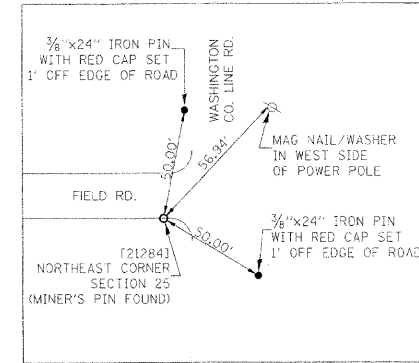 3/8"x24" IRON PIN
WITH RED CAP SET
1' OFF EDGE OF ROAD
WASHINGTON
CO. LINE RD.
50.00'
56.94'
MAG NAIL/WASHER
IN WEST SIDE
OF POWER POLE
FIELD RD.
50.00'
3/8"x24" IRON PIN
WITH RED CAP SET
1' OFF EDGE OF ROAD
[21284]
NORTHEAST CORNER
SECTION 25
(MINER'S PIN FOUND)